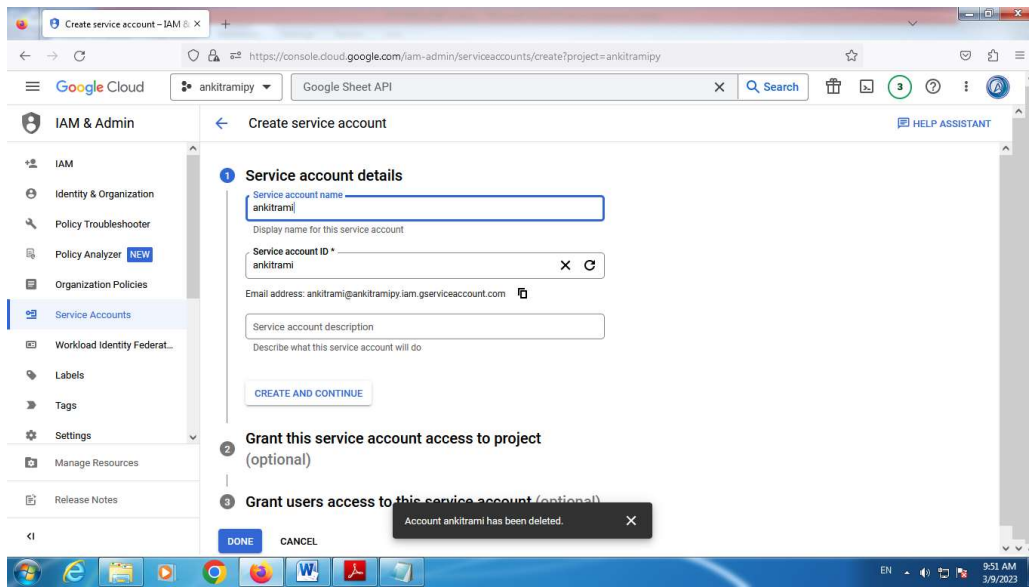 Create service account – IAM &
https://console.cloud.google.com/iam-admin/serviceaccounts/create?project=ankitramipy
Google Cloud
ankitramipy
Google Sheet API
Search
3
IAM & Admin
Create service account
HELP ASSISTANT
IAM
Identity & Organization
Policy Troubleshooter
Policy Analyzer NEW
Organization Policies
Service Accounts
Workload Identity Federat...
Labels
Tags
Settings
Manage Resources
Release Notes
1 Service account details
Service account name
ankitrami
Display name for this service account
Service account ID *
ankitrami
Email address: ankitrami@ankitramipy.iam.gserviceaccount.com
Service account description
Describe what this service account will do
CREATE AND CONTINUE
2 Grant this service account access to project
(optional)
3 Grant users access to this service account (optional)
Account ankitrami has been deleted.
DONE CANCEL
EN
9:51 AM
3/9/2023